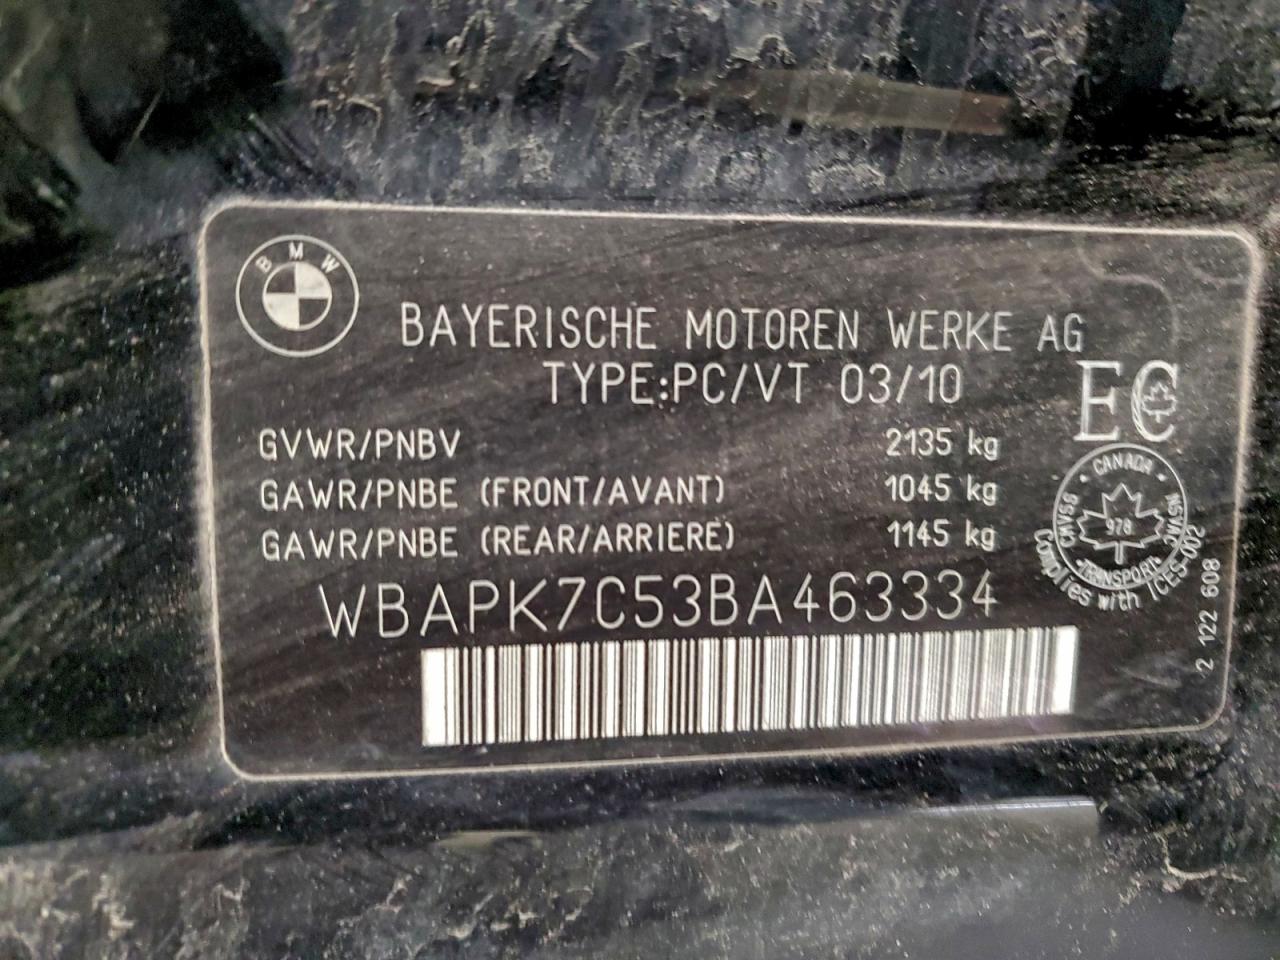 BMW
BAYERISCHE MOTOREN WERKE AG
TYPE:PC/VT 03/10
EC
GVWR/PNBV 2135 kg
GAWR/PNBE (FRONT/AVANT) 1045 kg
GAWR/PNBE (REAR/ARRIERE) 1145 kg
· CANADA ·
CMVSS
NSVAC
978
·TRANSPORT·
Complies with ICES-002
WBAPK7C53BA463334
2 122 608